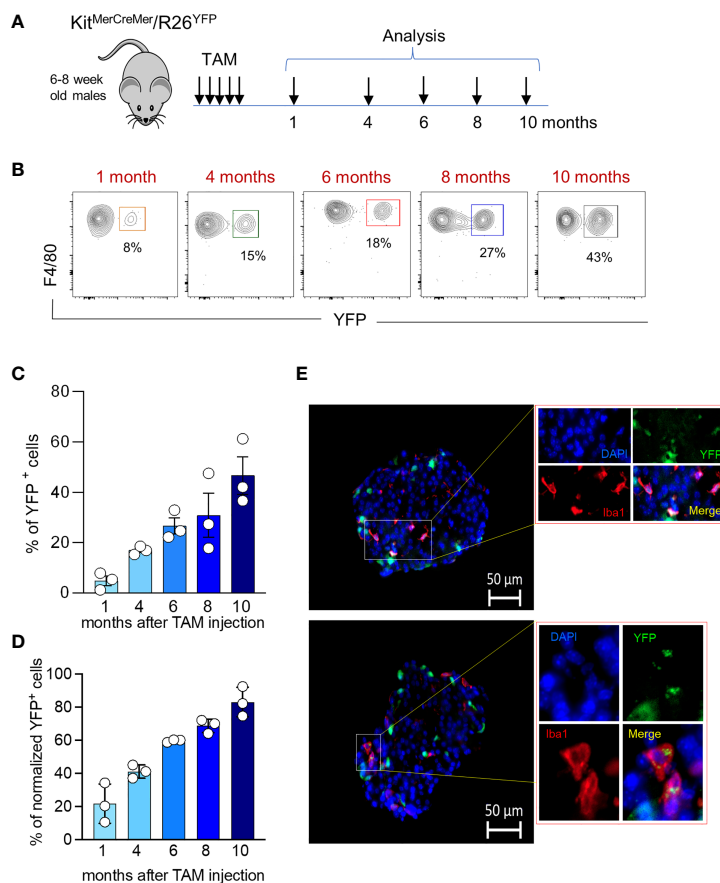 A
Kit^MerCreMer/R26^YFP
6-8 week
old males
TAM
Analysis
1 4 6 8 10 months
B
1 month 4 months 6 months 8 months 10 months
F4/80
8% 15% 18% 27% 43%
YFP
C
% of YFP + cells
80
60
40
20
0
1 4 6 8 10
months after TAM injection
D
% of normalized YFP+ cells
100
80
60
40
20
0
1 4 6 8 10
months after TAM injection
E
DAPI YFP
Iba1 Merge
50 μm
DAPI YFP
Iba1 Merge
50 μm